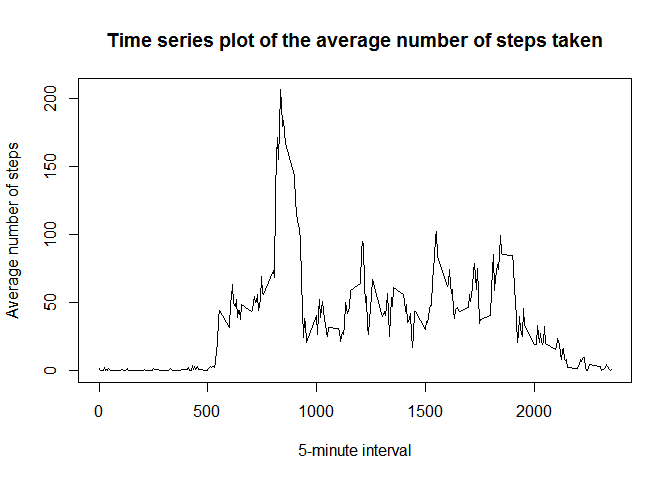 Time series plot of the average number of steps taken
Average number of steps
200
150
100
50
0
0 500 1000 1500 2000
5-minute interval